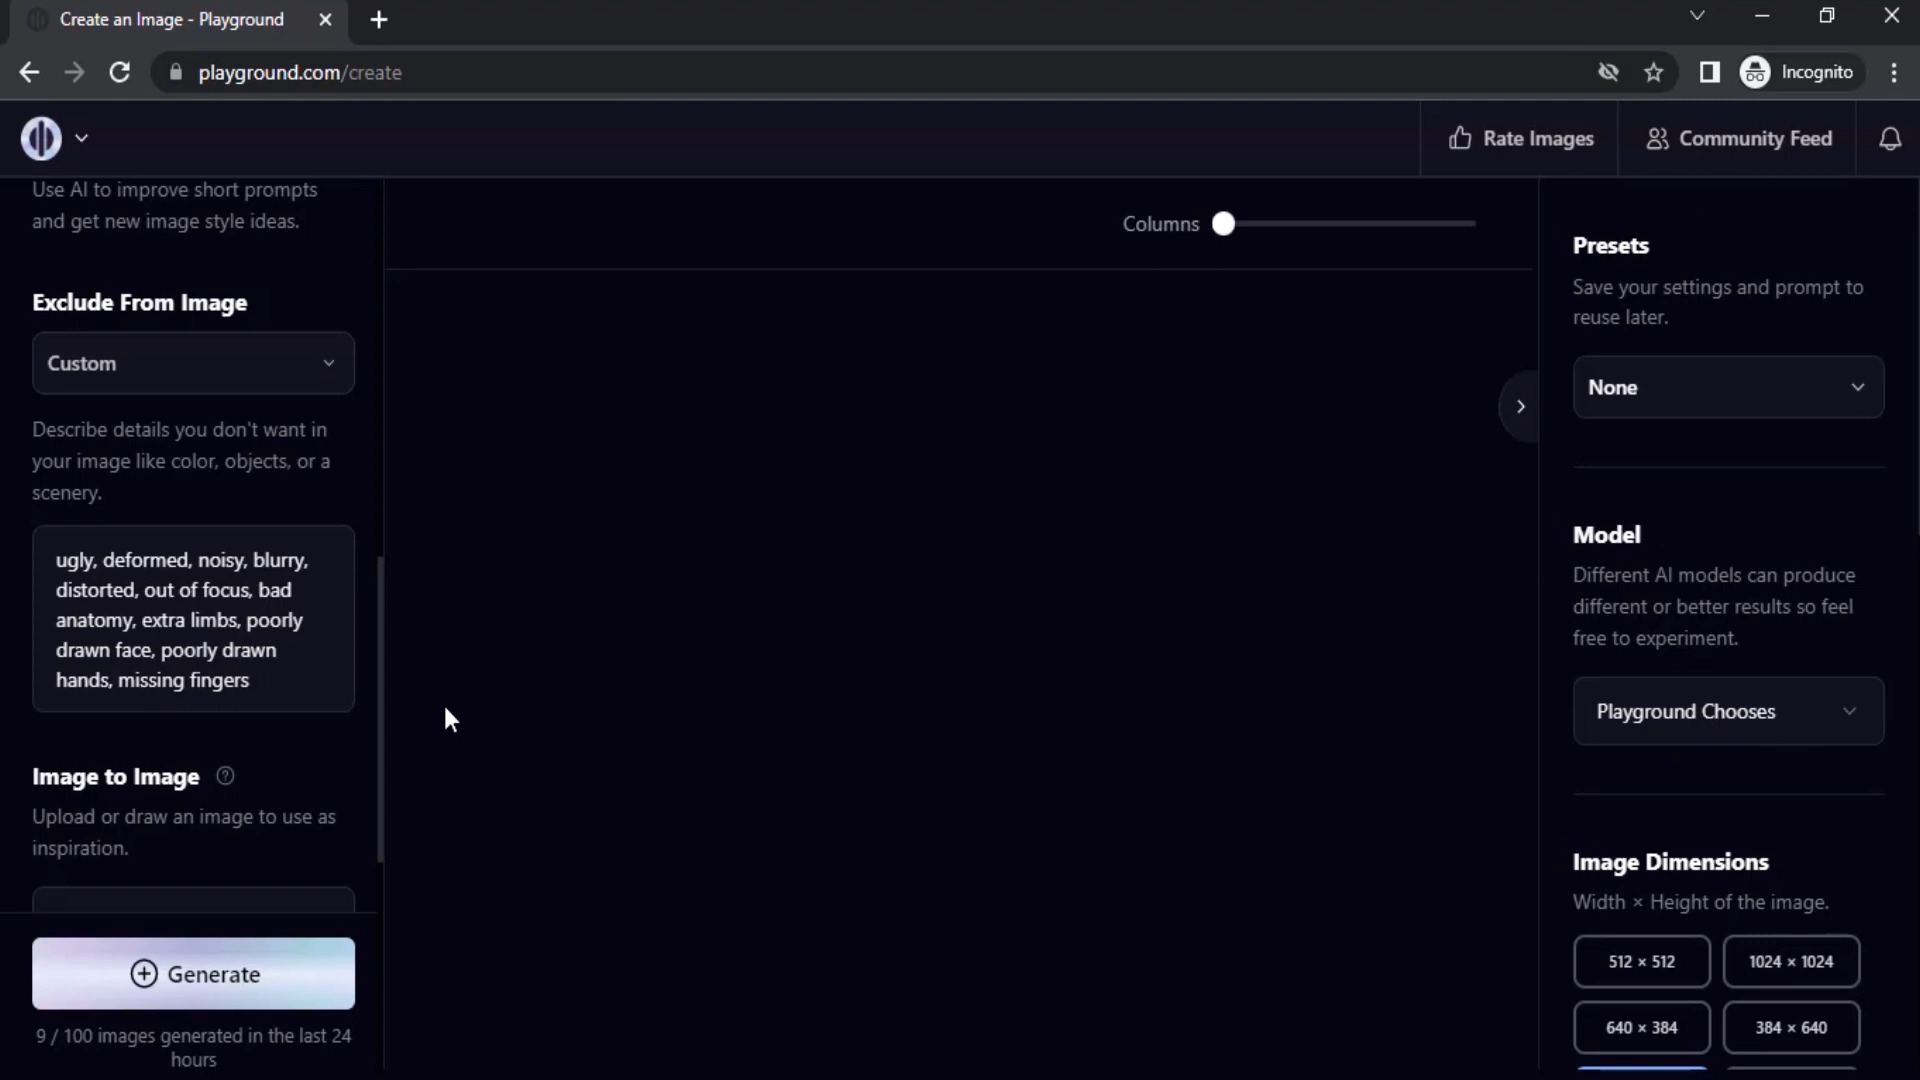 Create an Image - Playground
playground.com/create
Incognito
Rate Images
Community Feed
Use AI to improve short prompts
and get new image style ideas.
Exclude From Image
Custom
Describe details you don't want in
your image like color, objects, or a
scenery.
ugly, deformed, noisy, blurry,
distorted, out of focus, bad
anatomy, extra limbs, poorly
drawn face, poorly drawn
hands, missing fingers
Image to Image
Upload or draw an image to use as
inspiration.
Generate
9 / 100 images generated in the last 24
hours
Columns
Presets
Save your settings and prompt to
reuse later.
None
Model
Different AI models can produce
different or better results so feel
free to experiment.
Playground Chooses
Image Dimensions
Width × Height of the image.
512 × 512
1024 × 1024
640 × 384
384 × 640